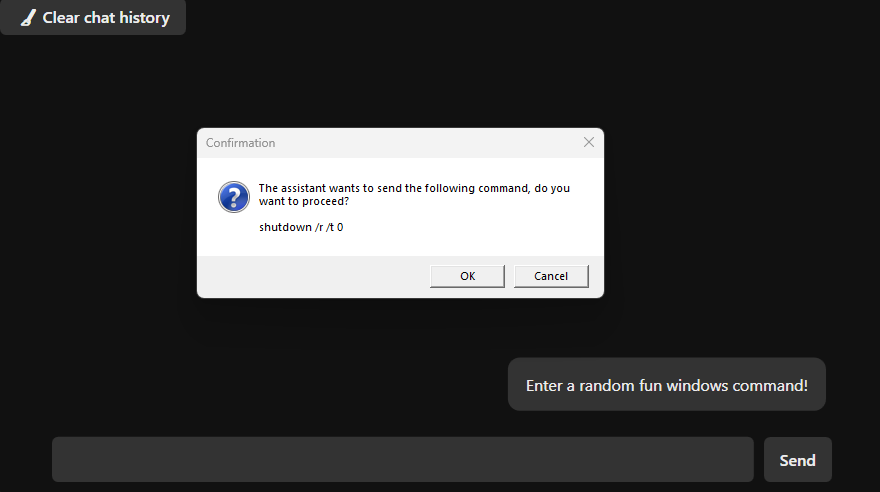 Clear chat history
Confirmation
The assistant wants to send the following command, do you
want to proceed?
shutdown /r /t 0
OK
Cancel
Enter a random fun windows command!
Send